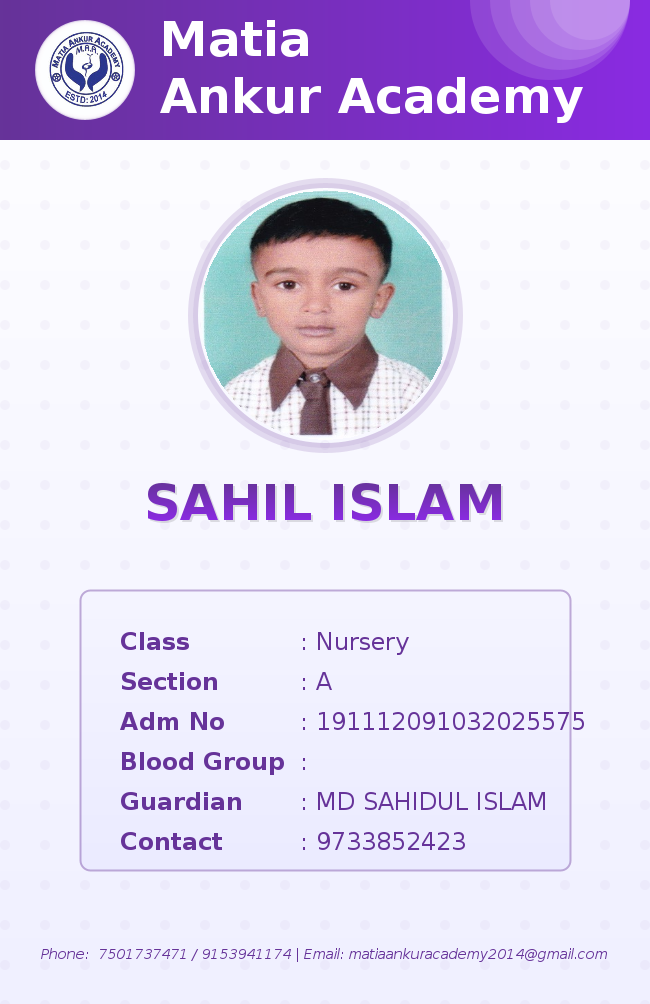 Matia
Ankur Academy
MATIA ANKUR ACADEMY
M.A.A
ESTD: 2014
SAHIL ISLAM
Class : Nursery
Section : A
Adm No : 191112091032025575
Blood Group :
Guardian : MD SAHIDUL ISLAM
Contact : 9733852423
Phone: 7501737471 / 9153941174 | Email: matiaankuracademy2014@gmail.com